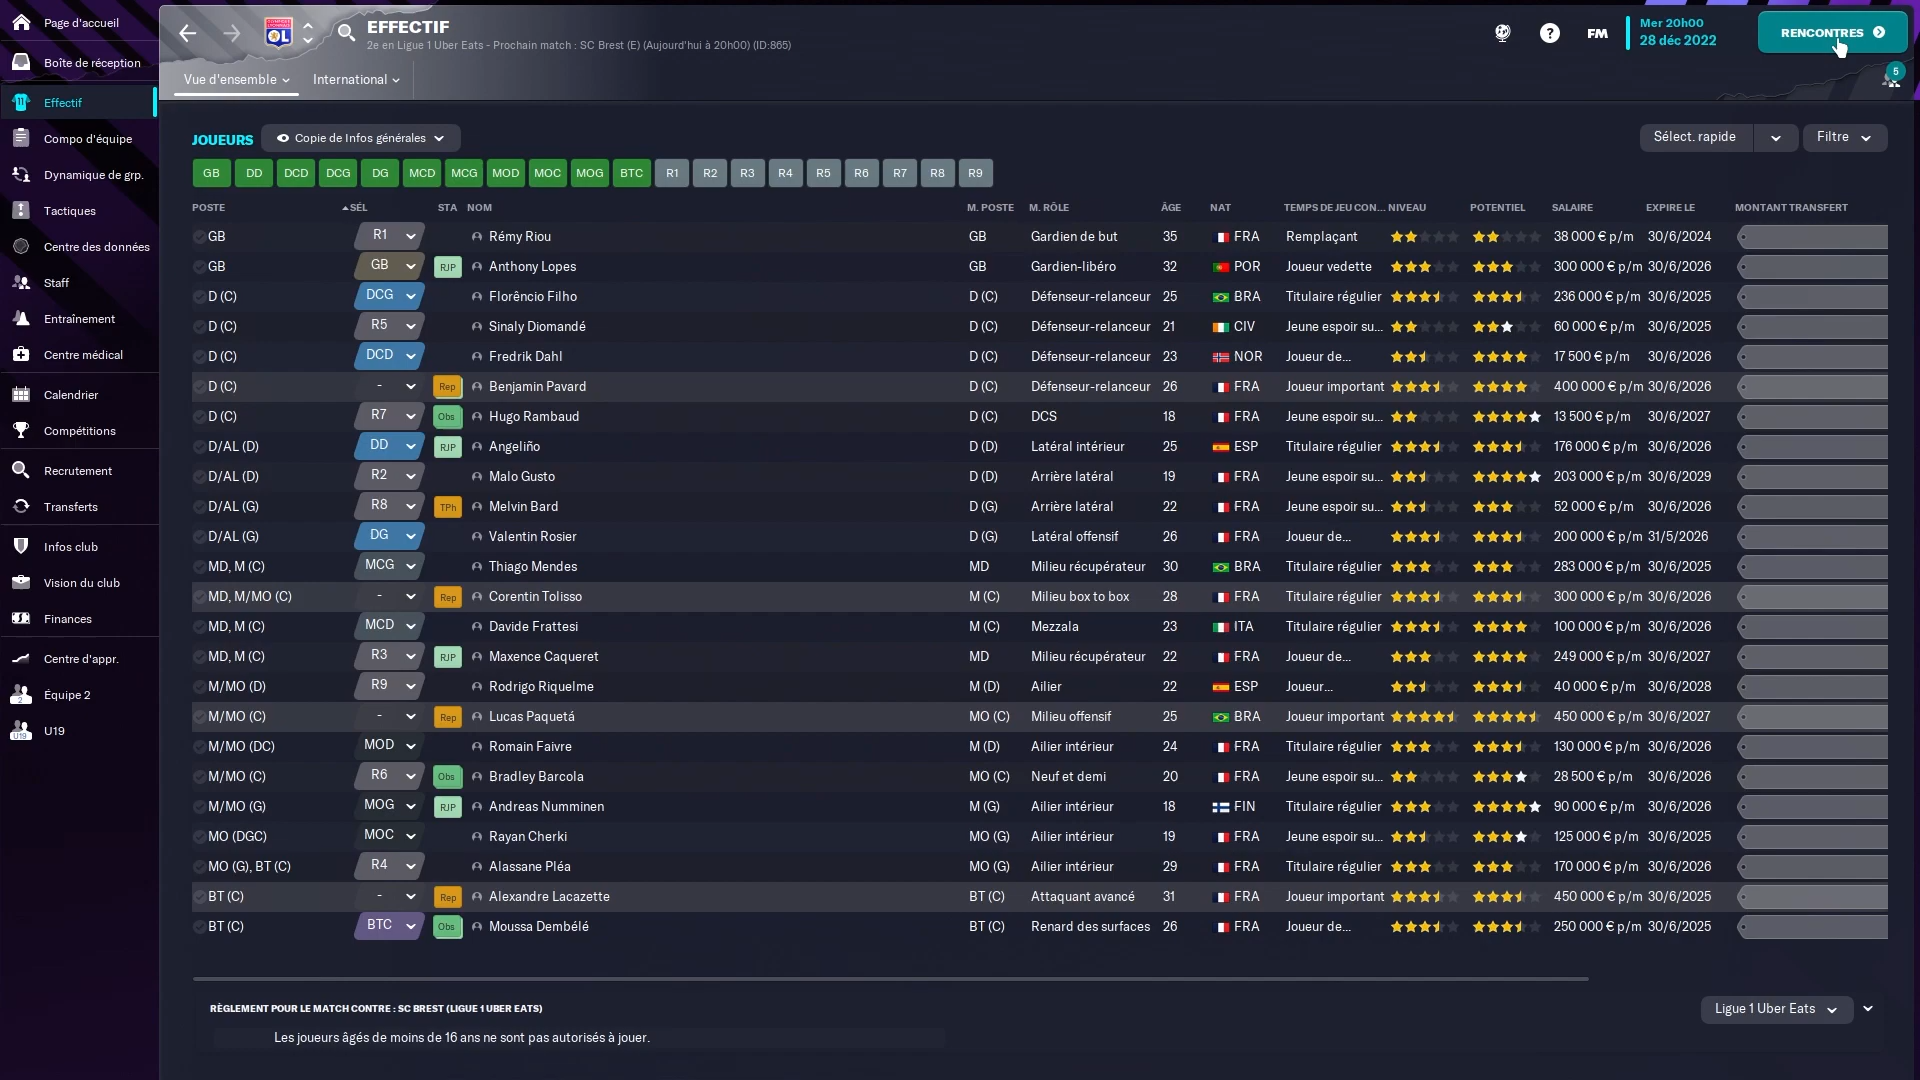 Page d'accueil
Boîte de réception
Effectif
Compo d'équipe
Dynamique de grp.
Tactiques
Centre des données
Staff
Entraînement
Centre médical
Calendrier
Compétitions
Recrutement
Transferts
Infos club
Vision du club
Finances
Centre d'appr.
Équipe 2
U19
EFFECTIF
2e en Ligue 1 Uber Eats - Prochain match : SC Brest (E) (Aujourd'hui à 20h00) (ID:865)
FM
Mer 20h00
28 déc 2022
RENCONTRES
5
Vue d'ensemble International
JOUEURS Copie de Infos générales Sélect. rapide Filtre
GB DD DCD DCG DG MCD MCG MOD MOC MOG BTC R1 R2 R3 R4 R5 R6 R7 R8 R9
POSTE SÉL STA NOM M. POSTE M. RÔLE ÂGE NAT TEMPS DE JEU CON... NIVEAU POTENTIEL SALAIRE EXPIRE LE MONTANT TRANSFERT
GB R1 Rémy Riou GB Gardien de but 35 FRA Remplaçant 38 000 € p/m 30/6/2024
GB GB RJP Anthony Lopes GB Gardien-libéro 32 POR Joueur vedette 300 000 € p/m 30/6/2026
D (C) DCG Florêncio Filho D (C) Défenseur-relanceur 25 BRA Titulaire régulier 236 000 € p/m 30/6/2025
D (C) R5 Sinaly Diomandé D (C) Défenseur-relanceur 21 CIV Jeune espoir su... 60 000 € p/m 30/6/2025
D (C) DCD Fredrik Dahl D (C) Défenseur-relanceur 23 NOR Joueur de... 17 500 € p/m 30/6/2026
D (C) - Rep Benjamin Pavard D (C) Défenseur-relanceur 26 FRA Joueur important 400 000 € p/m 30/6/2026
D (C) R7 Obs Hugo Rambaud D (C) DCS 18 FRA Jeune espoir su... 13 500 € p/m 30/6/2027
D/AL (D) DD RJP Angeliño D (D) Latéral intérieur 25 ESP Titulaire régulier 176 000 € p/m 30/6/2026
D/AL (D) R2 Malo Gusto D (D) Arrière latéral 19 FRA Jeune espoir su... 203 000 € p/m 30/6/2029
D/AL (G) R8 TPh Melvin Bard D (G) Arrière latéral 22 FRA Jeune espoir su... 52 000 € p/m 30/6/2026
D/AL (G) DG Valentin Rosier D (G) Latéral offensif 26 FRA Joueur de... 200 000 € p/m 31/5/2026
MD, M (C) MCG Thiago Mendes MD Milieu récupérateur 30 BRA Titulaire régulier 283 000 € p/m 30/6/2025
MD, M/MO (C) - Rep Corentin Tolisso M (C) Milieu box to box 28 FRA Titulaire régulier 300 000 € p/m 30/6/2026
MD, M (C) MCD Davide Frattesi M (C) Mezzala 23 ITA Titulaire régulier 100 000 € p/m 30/6/2026
MD, M (C) R3 RJP Maxence Caqueret MD Milieu récupérateur 22 FRA Joueur de... 249 000 € p/m 30/6/2027
M/MO (D) R9 Rodrigo Riquelme M (D) Ailier 22 ESP Joueur... 40 000 € p/m 30/6/2028
M/MO (C) - Rep Lucas Paquetá MO (C) Milieu offensif 25 BRA Joueur important 450 000 € p/m 30/6/2027
M/MO (DC) MOD Romain Faivre M (D) Ailier intérieur 24 FRA Titulaire régulier 130 000 € p/m 30/6/2026
M/MO (C) R6 Obs Bradley Barcola MO (C) Neuf et demi 20 FRA Jeune espoir su... 28 500 € p/m 30/6/2026
M/MO (G) MOG RJP Andreas Numminen M (G) Ailier intérieur 18 FIN Titulaire régulier 90 000 € p/m 30/6/2026
MO (DGC) MOC Rayan Cherki MO (G) Ailier intérieur 19 FRA Jeune espoir su... 125 000 € p/m 30/6/2025
MO (G), BT (C) R4 Alassane Pléa MO (G) Ailier intérieur 29 FRA Titulaire régulier 170 000 € p/m 30/6/2026
BT (C) - Rep Alexandre Lacazette BT (C) Attaquant avancé 31 FRA Joueur important 450 000 € p/m 30/6/2025
BT (C) BTC Obs Moussa Dembélé BT (C) Renard des surfaces 26 FRA Joueur de... 250 000 € p/m 30/6/2025
RÈGLEMENT POUR LE MATCH CONTRE : SC BREST (LIGUE 1 UBER EATS)
Ligue 1 Uber Eats
Les joueurs âgés de moins de 16 ans ne sont pas autorisés à jouer.